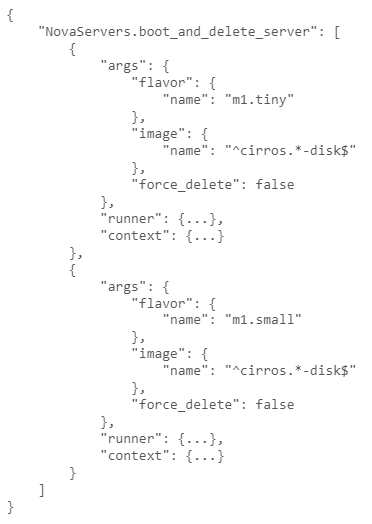 {
    "NovaServers.boot_and_delete_server": [
        {
            "args": {
                "flavor": {
                    "name": "m1.tiny"
                },
                "image": {
                    "name": "^cirros.*-disk$"
                },
                "force_delete": false
            },
            "runner": {...},
            "context": {...}
        },
        {
            "args": {
                "flavor": {
                    "name": "m1.small"
                },
                "image": {
                    "name": "^cirros.*-disk$"
                },
                "force_delete": false
            },
            "runner": {...},
            "context": {...}
        }
    ]
}